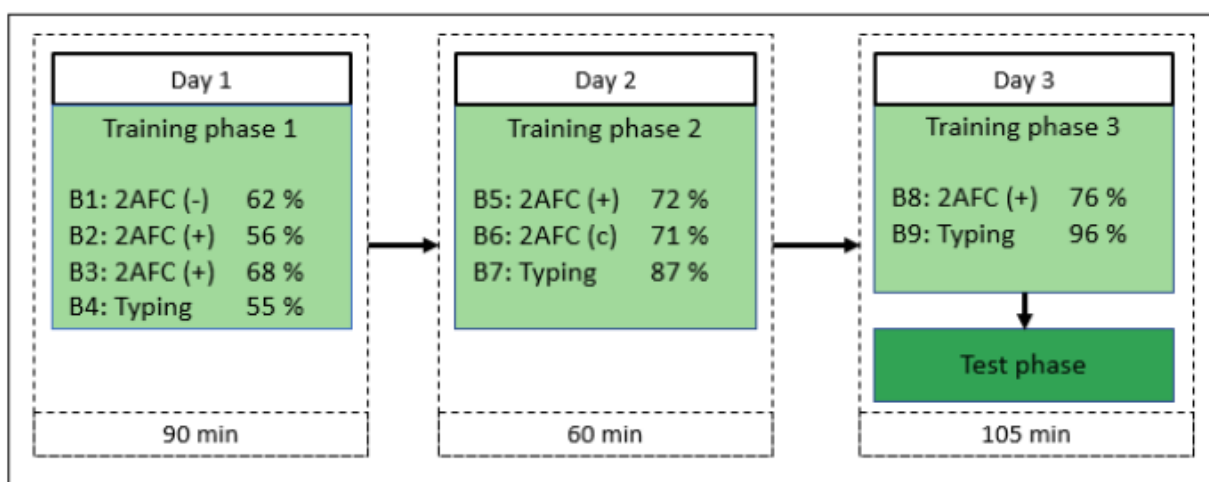 Day 1
Training phase 1
B1: 2AFC (-) 62 %
B2: 2AFC (+) 56 %
B3: 2AFC (+) 68 %
B4: Typing 55 %
90 min
Day 2
Training phase 2
B5: 2AFC (+) 72 %
B6: 2AFC (c) 71 %
B7: Typing 87 %
60 min
Day 3
Training phase 3
B8: 2AFC (+) 76 %
B9: Typing 96 %
Test phase
105 min